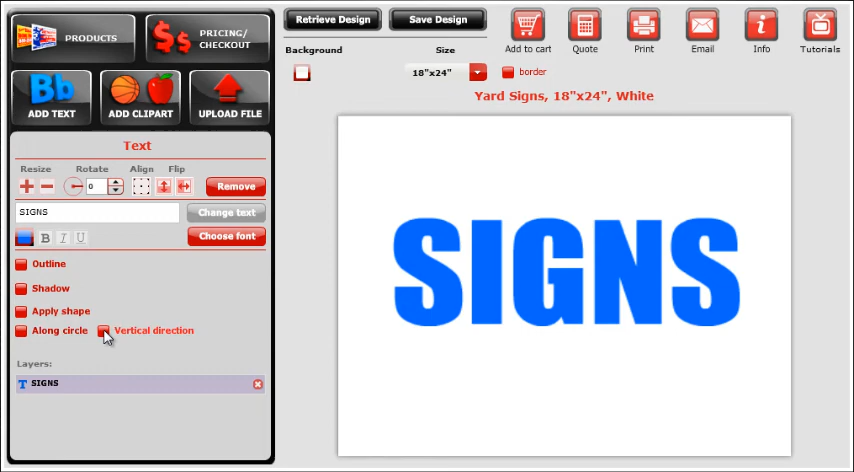 PRODUCTS
PRICING/
CHECKOUT
Retrieve Design
Save Design
Add to cart
Quote
Print
Email
Info
Tutorials
Background
Size
18"x24"
border
Bb
ADD TEXT
ADD CLIPART
UPLOAD FILE
Yard Signs, 18"x24", White
Text
Resize
Rotate
Align
Flip
0
Remove
SIGNS
Change text
B
I
U
Choose font
Outline
Shadow
Apply shape
Along circle
Vertical direction
Layers:
T SIGNS
SIGNS